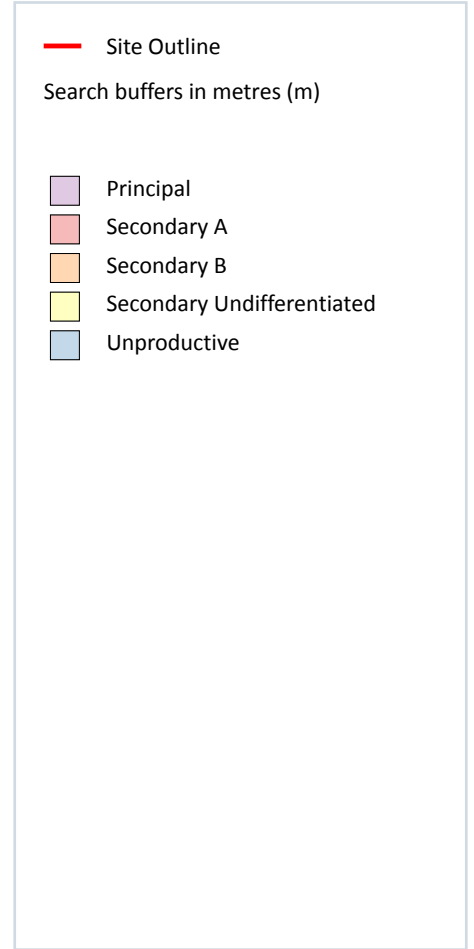 Site Outline
Search buffers in metres (m)
Principal
Secondary A
Secondary B
Secondary Undifferentiated
Unproductive